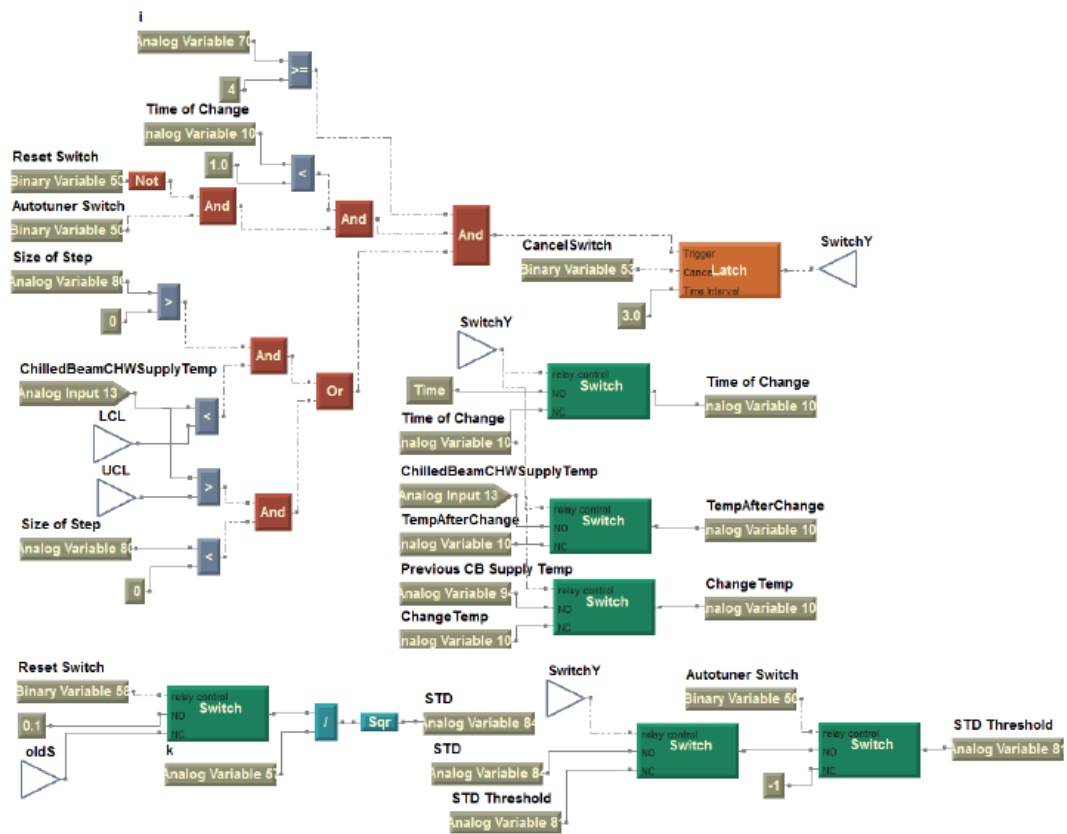 i
Analog Variable 70
>=
4
Time of Change
Analog Variable 10
1.0
<
Reset Switch
Binary Variable 53
Not
And
And
And
Autotuner Switch
Binary Variable 50
Size of Step
Analog Variable 80
>
0
CancelSwitch
Binary Variable 53
Trigger
Cance
Time Interval
Latch
3.0
SwitchY
And
ChilledBeamCHWSupplyTemp
Analog Input 13
<
Or
LCL
UCL
>
And
Size of Step
Analog Variable 80
<
0
SwitchY
Time
relay control
NO
NC
Switch
Time of Change
Analog Variable 10
Time of Change
nalog Variable 10
ChilledBeamCHWSupplyTemp
Analog Input 13
relay control
NO
NC
Switch
TempAfterChange
nalog Variable 10
TempAfterChange
nalog Variable 10
Previous CB Supply Temp
Analog Variable 94
relay control
NO
NC
Switch
ChangeTemp
nalog Variable 10
ChangeTemp
nalog Variable 10
Reset Switch
Binary Variable 58
relay control
NO
NC
Switch
0.1
oldS
/
Sqr
k
Analog Variable 57
STD
Analog Variable 84
STD
Analog Variable 84
STD Threshold
Analog Variable 8
SwitchY
relay control
NO
NC
Switch
Autotuner Switch
Binary Variable 50
relay control
NO
NC
Switch
-1
STD Threshold
Analog Variable 81